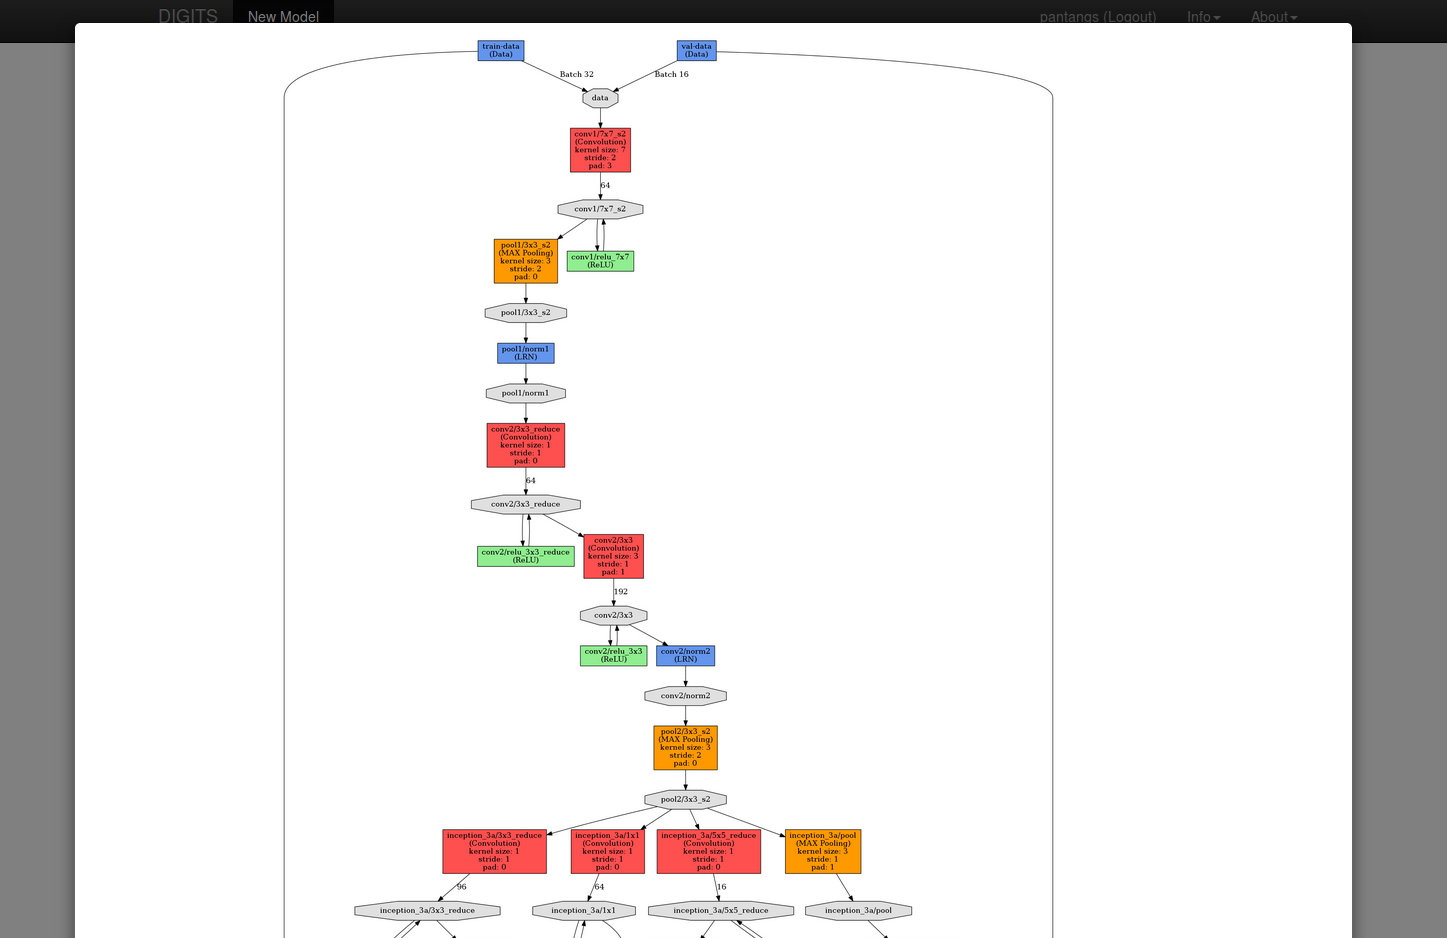 DIGITS New Model pantangs (Logout) Info About
train-data
(Data)
val-data
(Data)
Batch 32
Batch 16
data
conv1/7x7_s2
(Convolution)
kernel size: 7
stride: 2
pad: 3
64
conv1/7x7_s2
pool1/3x3_s2
(MAX Pooling)
kernel size: 3
stride: 2
pad: 0
conv1/relu_7x7
(ReLU)
pool1/3x3_s2
pool1/norm1
(LRN)
pool1/norm1
conv2/3x3_reduce
(Convolution)
kernel size: 1
stride: 1
pad: 0
64
conv2/3x3_reduce
conv2/relu_3x3_reduce
(ReLU)
conv2/3x3
(Convolution)
kernel size: 3
stride: 1
pad: 1
192
conv2/3x3
conv2/relu_3x3
(ReLU)
conv2/norm2
(LRN)
conv2/norm2
pool2/3x3_s2
(MAX Pooling)
kernel size: 3
stride: 2
pad: 0
pool2/3x3_s2
inception_3a/3x3_reduce
(Convolution)
kernel size: 1
stride: 1
pad: 0
inception_3a/1x1
(Convolution)
kernel size: 1
stride: 1
pad: 0
inception_3a/5x5_reduce
(Convolution)
kernel size: 1
stride: 1
pad: 0
inception_3a/pool
(MAX Pooling)
kernel size: 3
stride: 1
pad: 1
96
64
16
inception_3a/3x3_reduce
inception_3a/1x1
inception_3a/5x5_reduce
inception_3a/pool